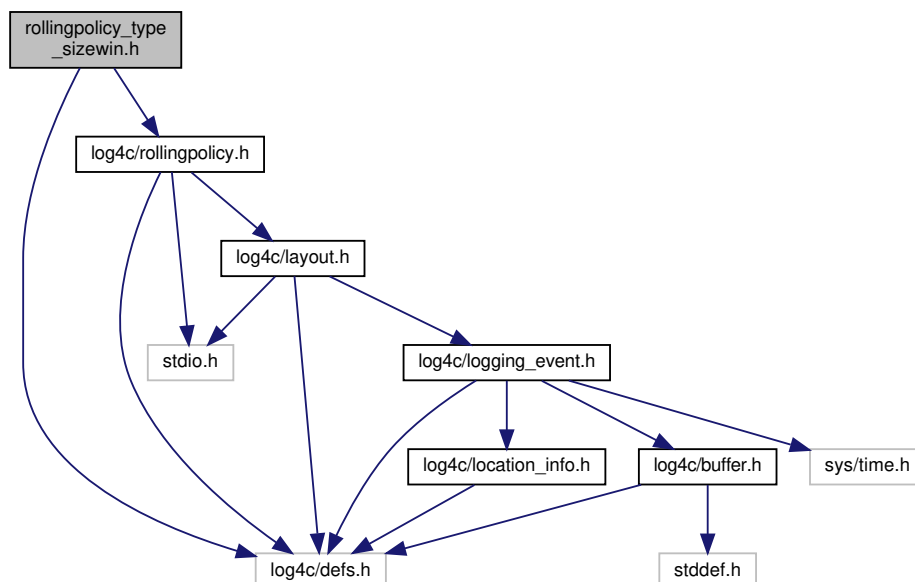 rollingpolicy_type
_sizewin.h
log4c/rollingpolicy.h
log4c/layout.h
stdio.h
log4c/logging_event.h
log4c/location_info.h
log4c/buffer.h
sys/time.h
log4c/defs.h
stddef.h